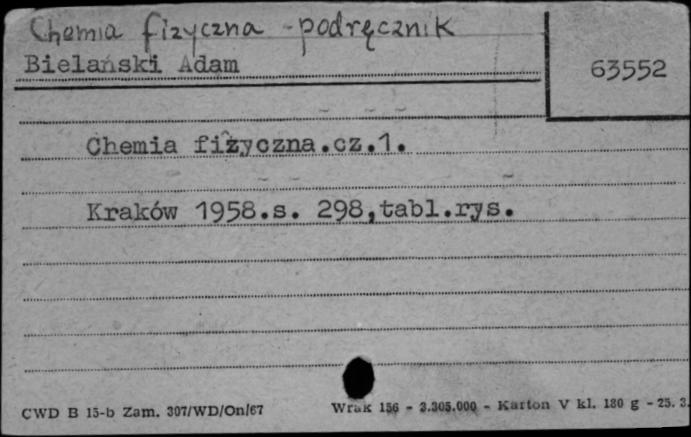 Chemia fizyczna - podręcznik
Bielański Adam
63552
Chemia fizyczna.cz.1.
Kraków 1958.s. 298,tabl.rys.
CWD B 15-b Zam. 307/WD/On/67
Wrak 156 - 3.305.000 - Karton V kl. 180 g - 25. 3.